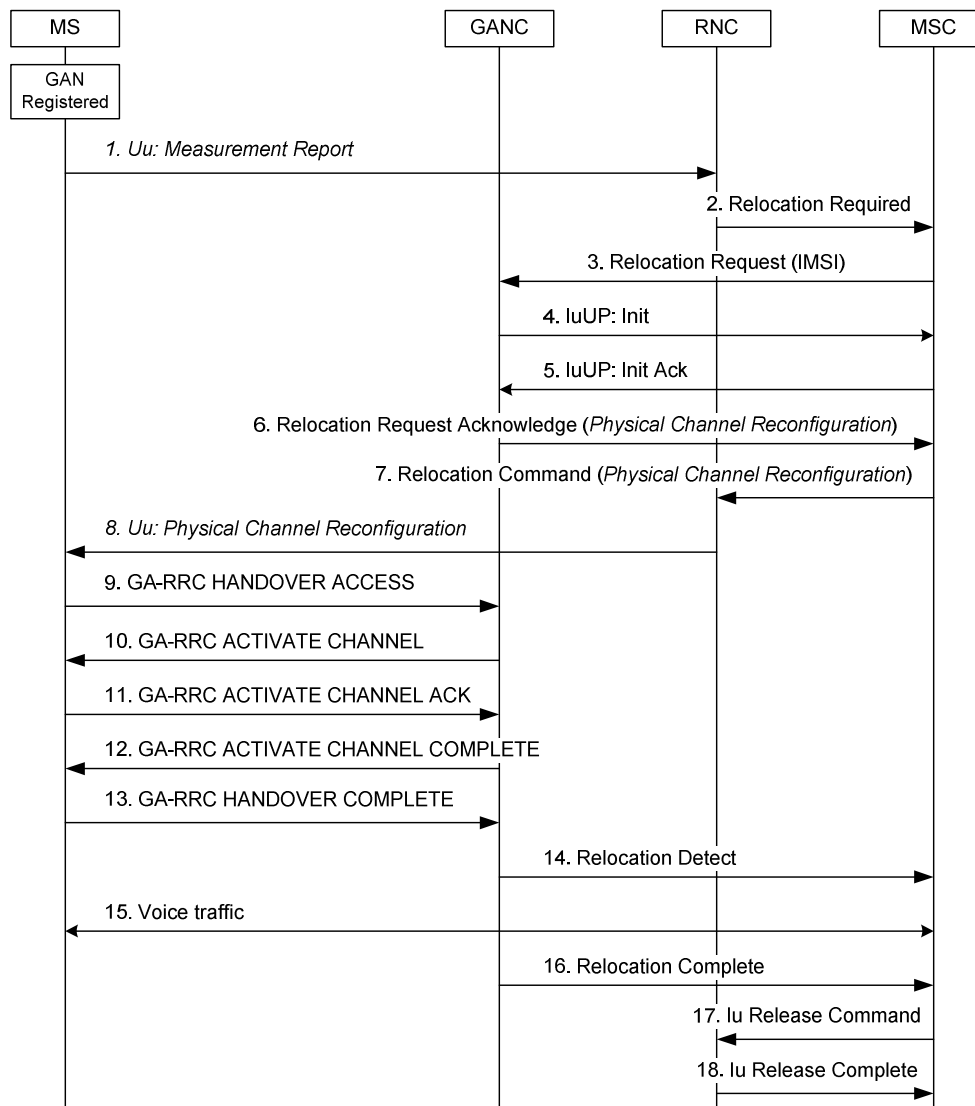 MS
GANC
RNC
MSC
GAN
Registered
1. Uu: Measurement Report
2. Relocation Required
3. Relocation Request (IMSI)
4. IuUP: Init
5. IuUP: Init Ack
6. Relocation Request Acknowledge (Physical Channel Reconfiguration)
7. Relocation Command (Physical Channel Reconfiguration)
8. Uu: Physical Channel Reconfiguration
9. GA-RRC HANDOVER ACCESS
10. GA-RRC ACTIVATE CHANNEL
11. GA-RRC ACTIVATE CHANNEL ACK
12. GA-RRC ACTIVATE CHANNEL COMPLETE
13. GA-RRC HANDOVER COMPLETE
14. Relocation Detect
15. Voice traffic
16. Relocation Complete
17. Iu Release Command
18. Iu Release Complete